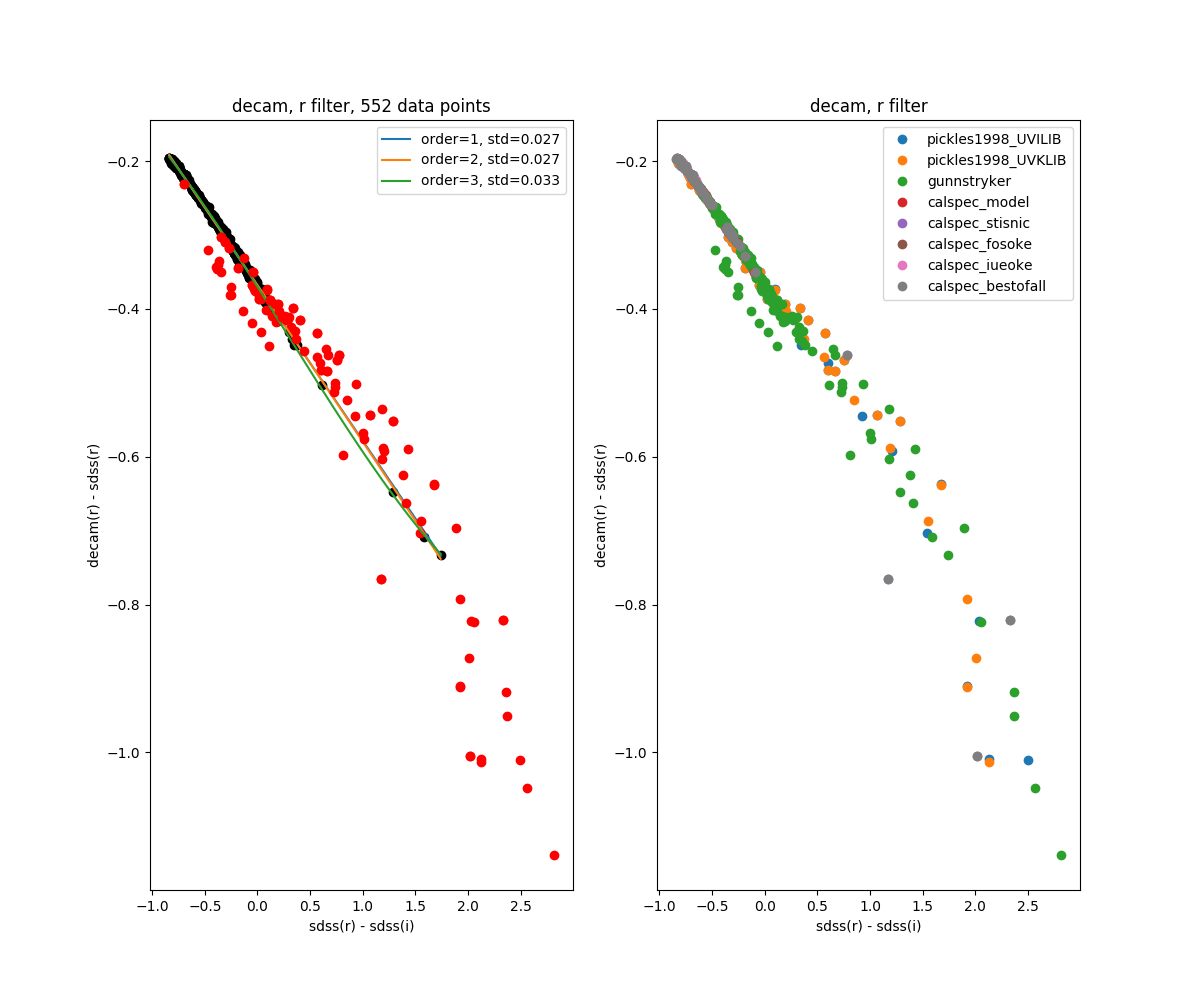 decam, r filter, 552 data points
order=1, std=0.027
order=2, std=0.027
order=3, std=0.033
−0.2
−0.4
−0.6
−0.8
−1.0
decam(r) - sdss(r)
−1.0 −0.5 0.0 0.5 1.0 1.5 2.0 2.5
sdss(r) - sdss(i)
decam, r filter
pickles1998_UVILIB
pickles1998_UVKLIB
gunnstryker
calspec_model
calspec_stisnic
calspec_fosoke
calspec_iueoke
calspec_bestofall
−0.2
−0.4
−0.6
−0.8
−1.0
decam(r) - sdss(r)
−1.0 −0.5 0.0 0.5 1.0 1.5 2.0 2.5
sdss(r) - sdss(i)